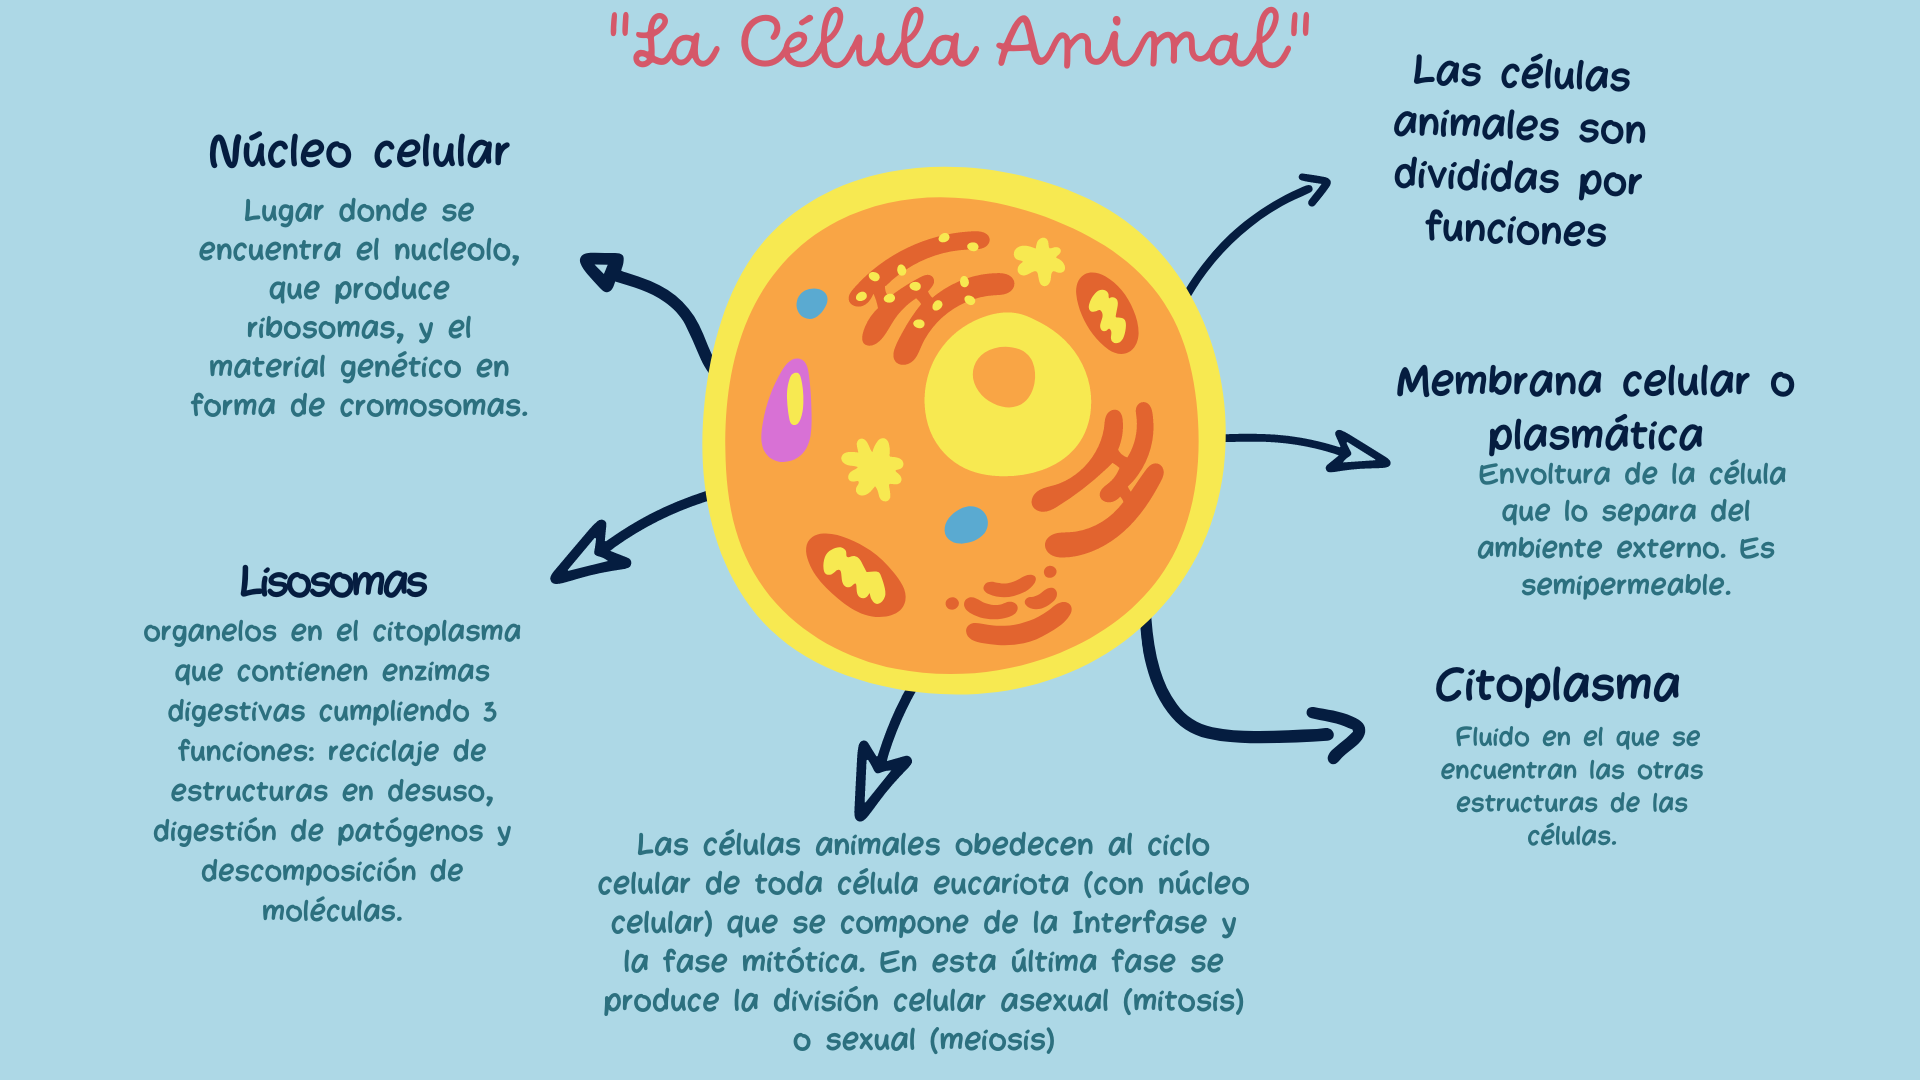 "La Célula Animal"
Núcleo celular
Lugar donde se
encuentra el nucleolo,
que produce
ribosomas, y el
material genético en
forma de cromosomas.
Lisosomas
organelos en el citoplasma
que contienen enzimas
digestivas cumpliendo 3
funciones: reciclaje de
estructuras en desuso,
digestión de patógenos y
descomposición de
moléculas.
Las células animales obedecen al ciclo
celular de toda célula eucariota (con núcleo
celular) que se compone de la Interfase y
la fase mitótica. En esta última fase se
produce la división celular asexual (mitosis)
o sexual (meiosis)
Las células
animales son
divididas por
funciones
Membrana celular o
plasmática
Envoltura de la célula
que lo separa del
ambiente externo. Es
semipermeable.
Citoplasma
Fluido en el que se
encuentran las otras
estructuras de las
células.